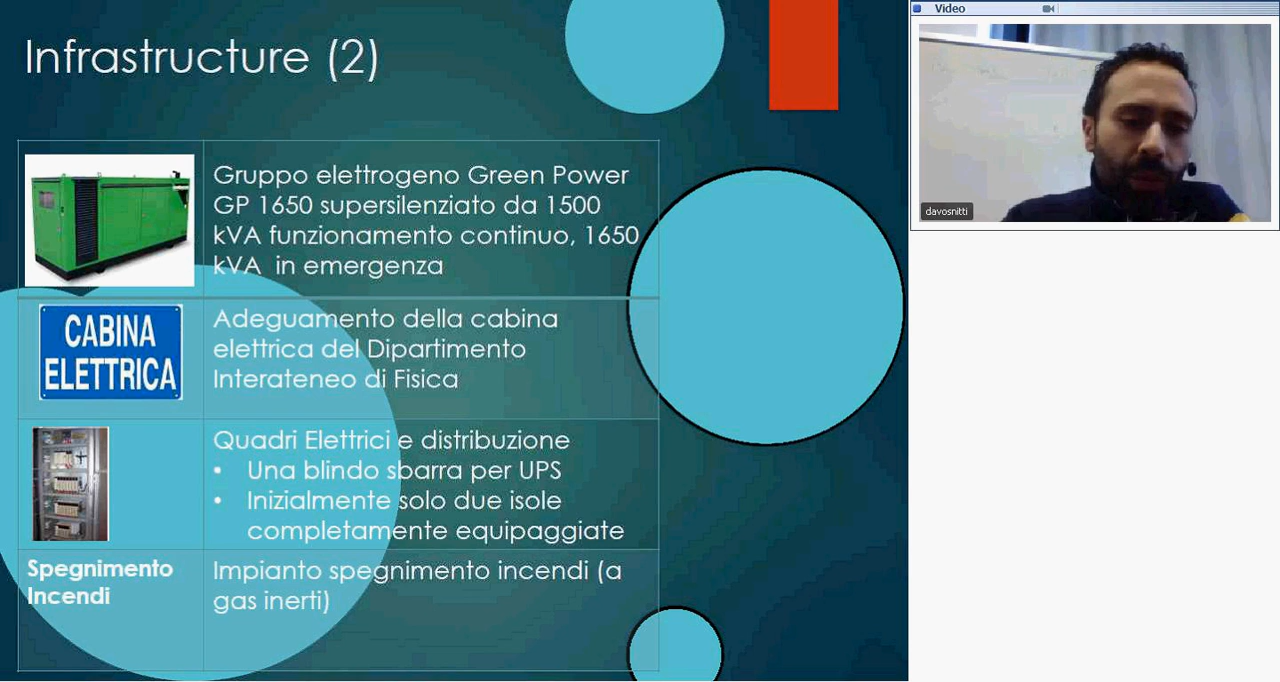 Infrastructure (2)
Gruppo elettrogeno Green Power
GP 1650 supersilenziato da 1500
kVA funzionamento continuo, 1650
kVA in emergenza
CABINA
ELETTRICA
Adeguamento della cabina
elettrica del Dipartimento
Interateneo di Fisica
Quadri Elettrici e distribuzione
• Una blindo sbarra per UPS
• Inizialmente solo due isole
completamente equipaggiate
Spegnimento
Incendi
Impianto spegnimento incendi (a
gas inerti)
Video
davosnitti